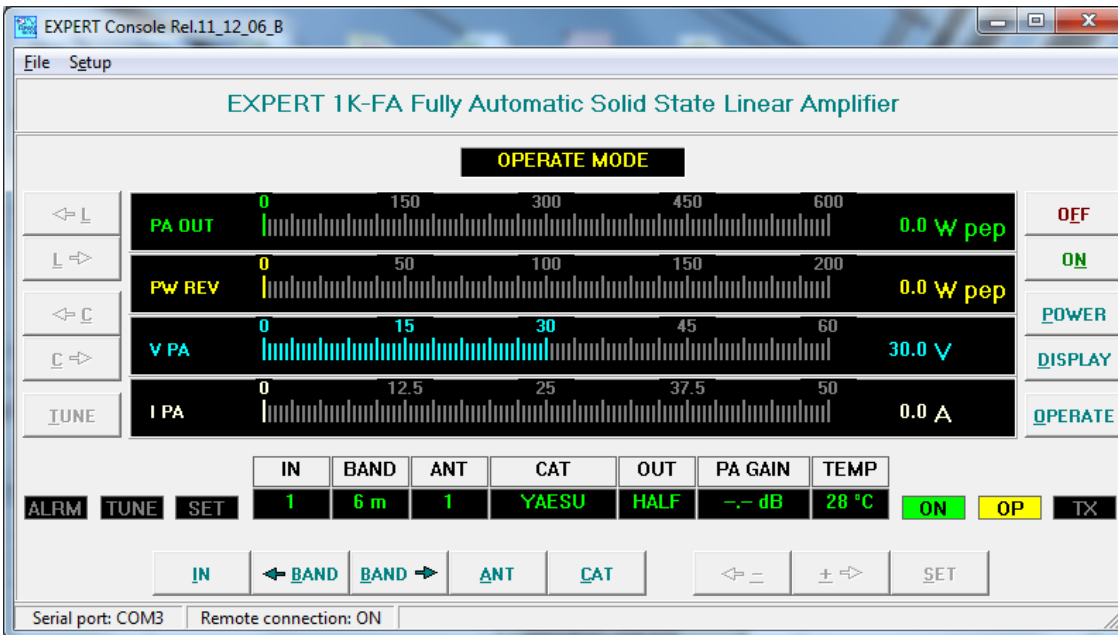 EXPERT Console Rel.11_12_06_B
File Setup
EXPERT 1K-FA Fully Automatic Solid State Linear Amplifier
OPERATE MODE
L
L
C
C
TUNE
0 150 300 450 600
PA OUT 0.0 W pep
0 50 100 150 200
PW REV 0.0 W pep
0 15 30 45 60
V PA 30.0 V
0 12.5 25 37.5 50
I PA 0.0 A
OFF
ON
POWER
DISPLAY
OPERATE
IN BAND ANT CAT OUT PA GAIN TEMP
ALRM TUNE SET 1 6 m 1 YAESU HALF -.- dB 28 °C ON OP TX
IN BAND BAND ANT CAT - + SET
Serial port: COM3 Remote connection: ON